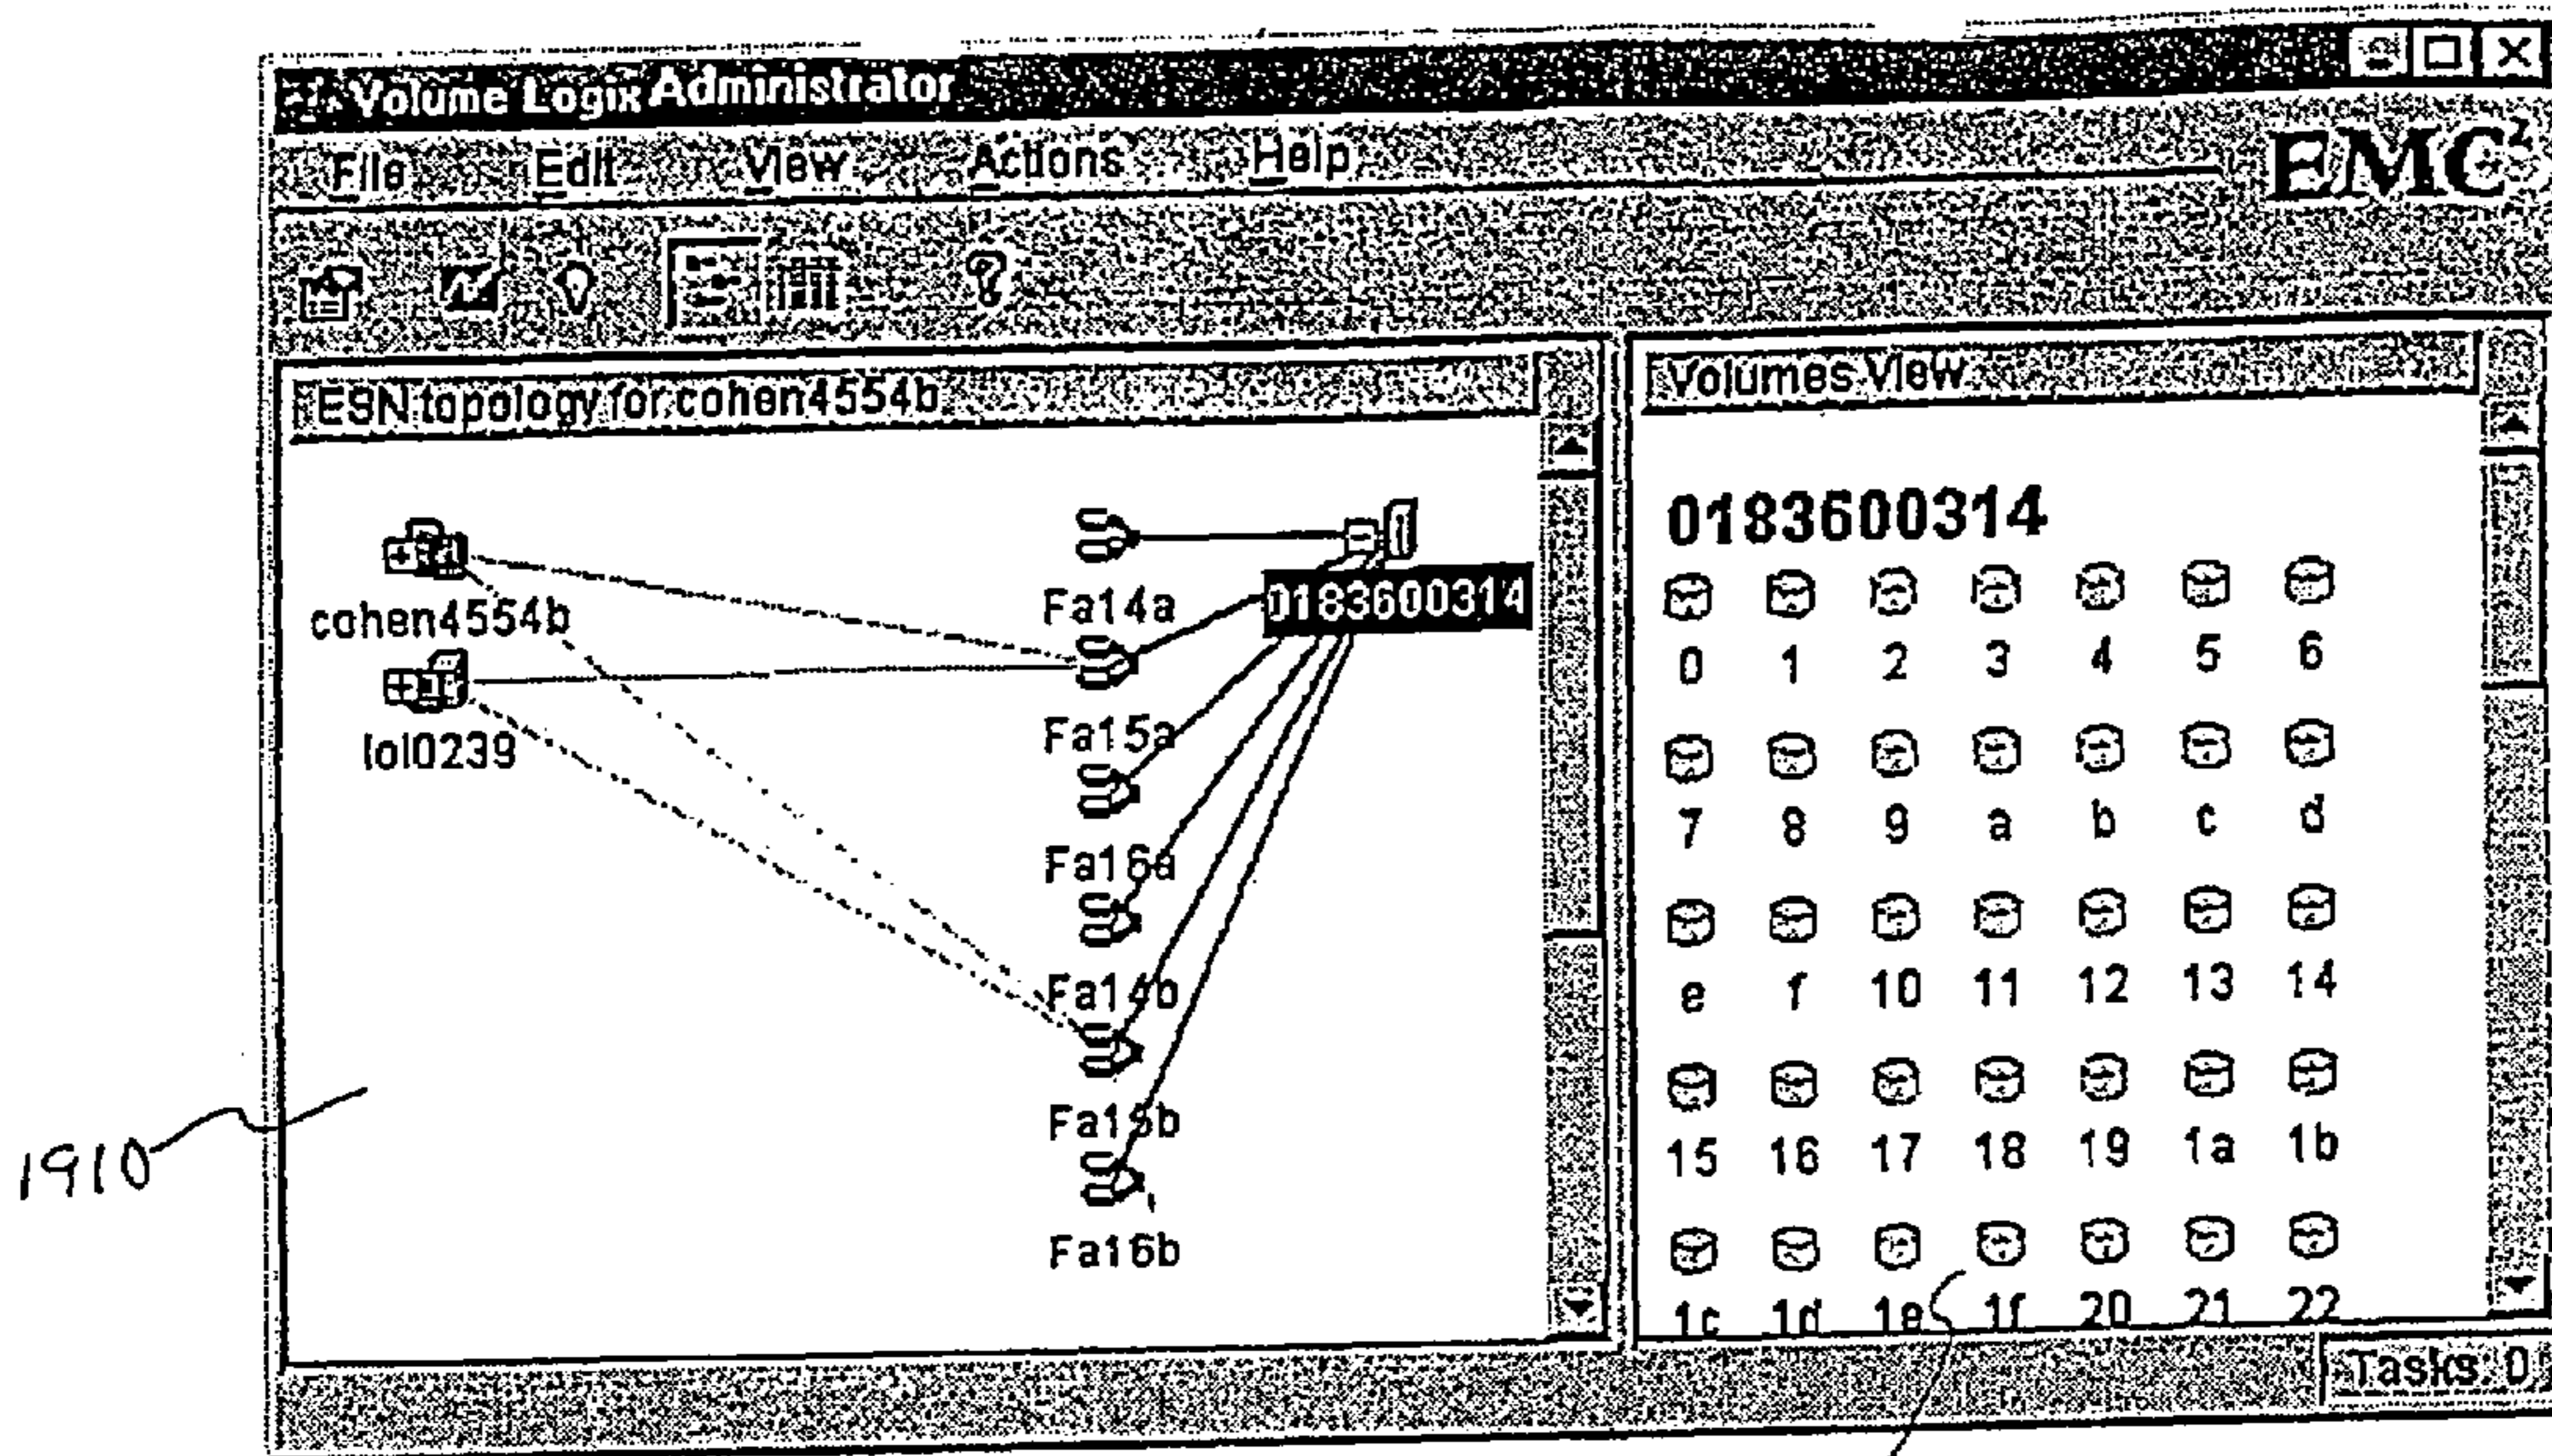 Volume Logix Administrator
File Edit View Actions Help
EMC²
ESN topology for cohen4554b
cohen4554b
lol0239
Fa14a
0183600314
Fa15a
Fa16a
Fa14b
Fa15b
Fa16b
Volumes View
0183600314
0 1 2 3 4 5 6
7 8 9 a b c d
e f 10 11 12 13 14
15 16 17 18 19 1a 1b
1c 1d 1e 1f 20 21 22
Tasks: 0
1910